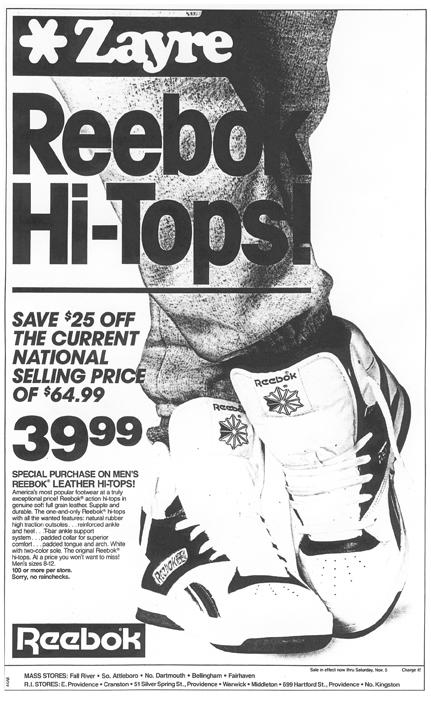 Zayre
Reebok
Hi-Tops!
SAVE $25 OFF
THE CURRENT
NATIONAL
SELLING PRICE
OF $64.99
39.99
SPECIAL PURCHASE ON MEN'S
REEBOK® LEATHER HI-TOPS!
America's most popular footwear at a truly
exceptional price! Reebok® action hi-tops in
genuine soft full grain leather. Supple and
durable. The one-and-only Reebok® hi-tops
with all the wanted features: natural rubber
high traction outsoles... reinforced ankle
and heel... T-bar ankle support
system... padded collar for superior
comfort... padded tongue and arch. White
with two-color sole. The original Reebok®
hi-tops. At a price you won't want to miss!
Men's sizes 8-12.
100 or more per store.
Sorry, no rainchecks.
Reebok
Reebok
REEBOK
Reebok
Sale in effect now thru Saturday, Nov. 5 Charge it!
MASS STORES: Fall River • So. Attleboro • No. Dartmouth • Bellingham • Fairhaven
R.I. STORES: E. Providence • Cranston • 51 Silver Spring St., Providence • Warwick • Middleton • 699 Hartford St., Providence • No. Kingston